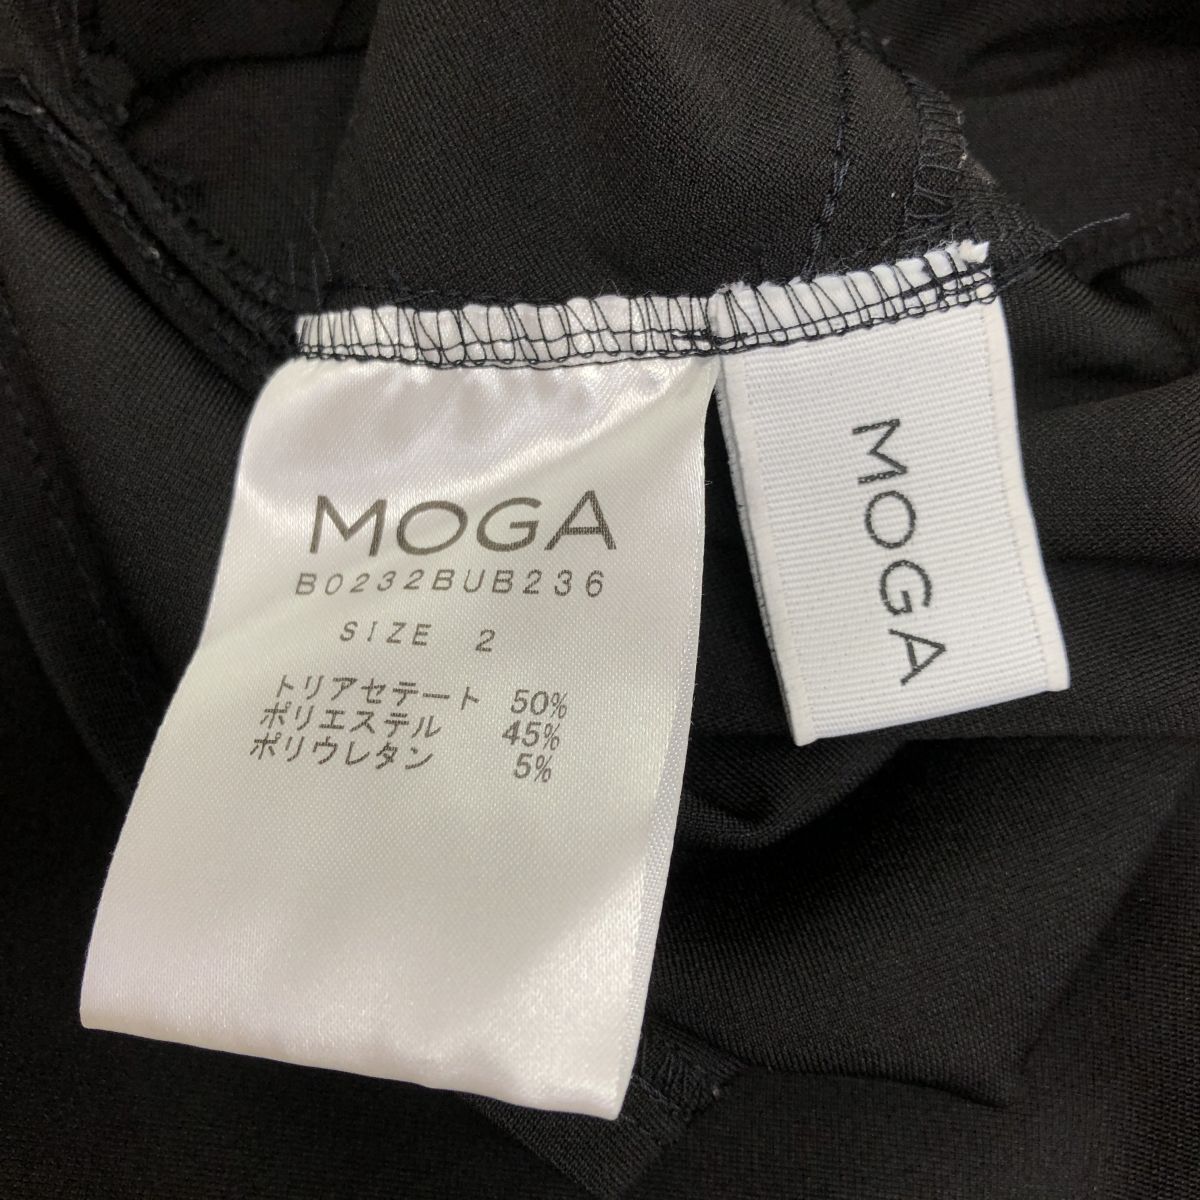 MOGA
B0232BUB236
SIZE 2
トリアセテート 50%
ポリエステル 45%
ポリウレタン 5%
MOGA